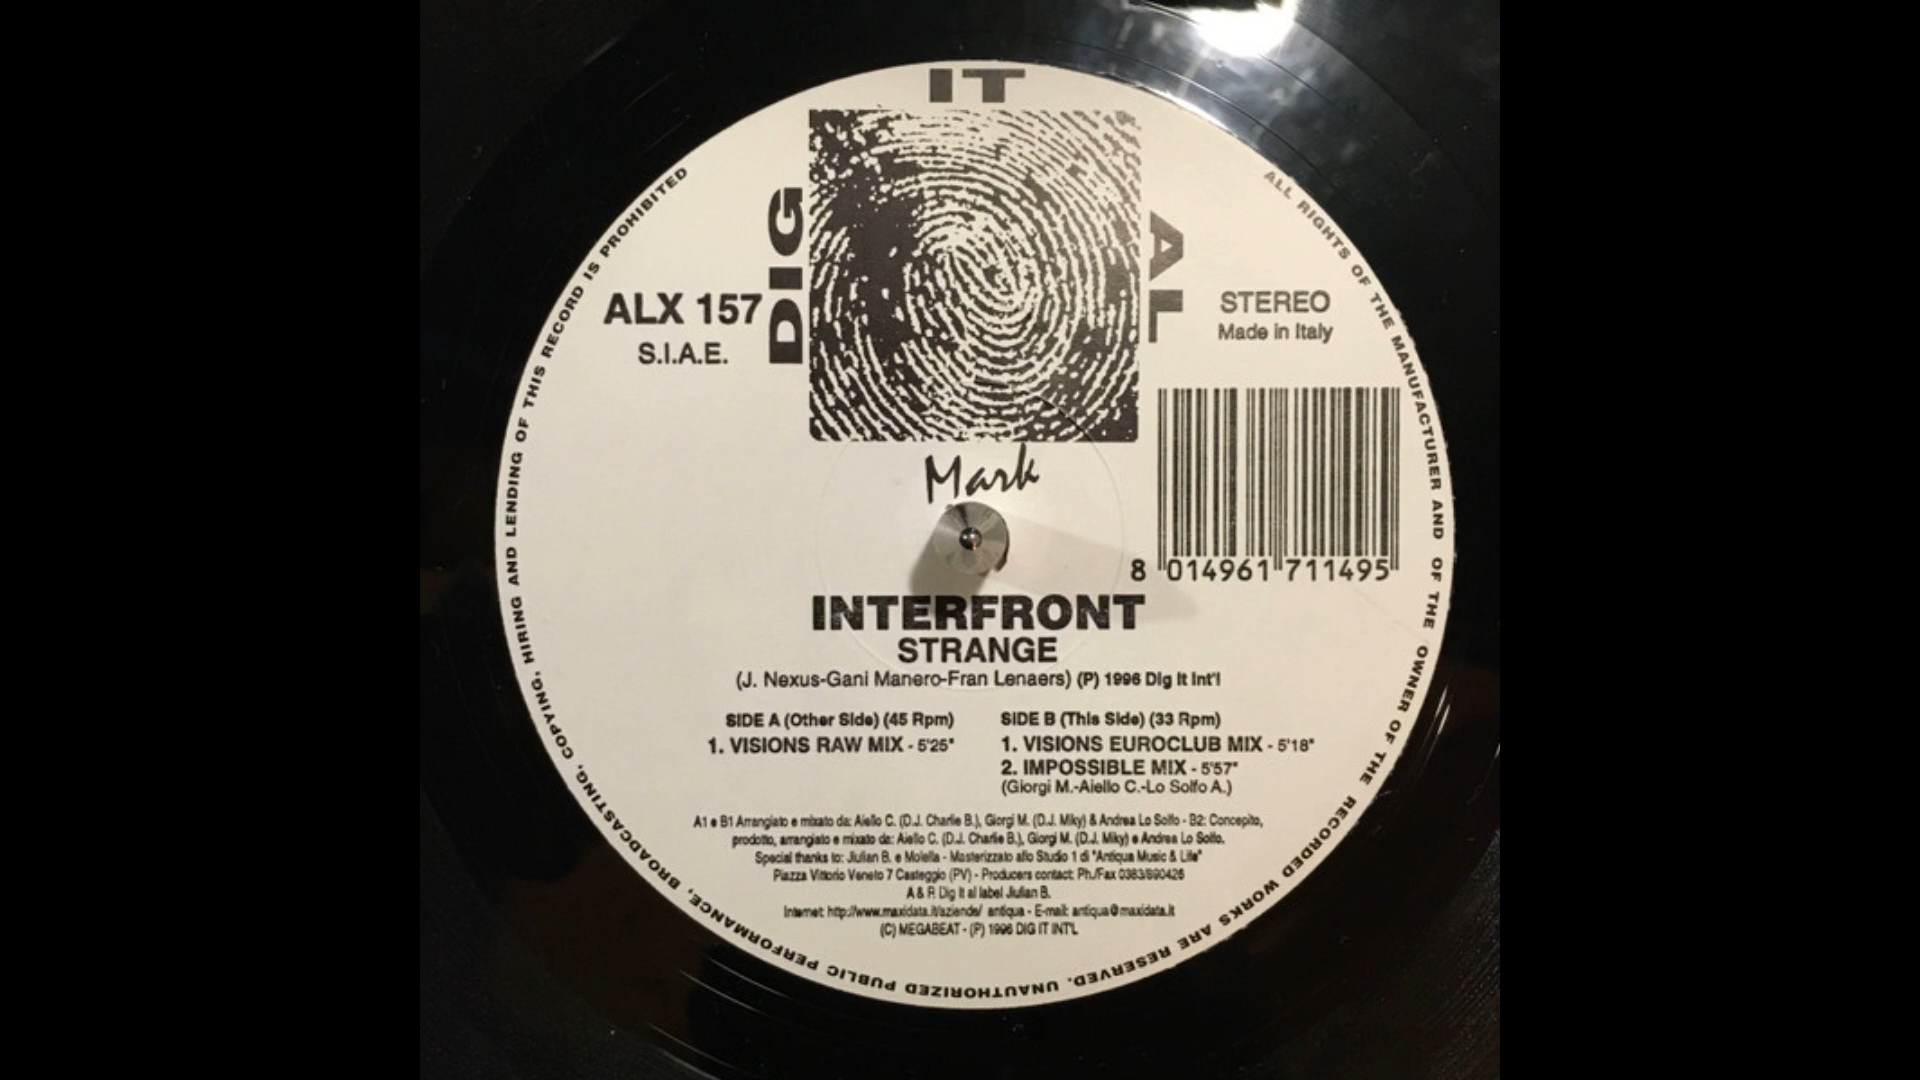 IT
DIG
AL
ALX 157
S.I.A.E.
STEREO
Made in Italy
Mark
8 014961 711495
INTERFRONT
STRANGE
(J. Nexus-Gani Manero-Fran Lenaers) (P) 1996 Dig It Int'l
SIDE A (Other Side) (45 Rpm)
1. VISIONS RAW MIX - 5'25"
SIDE B (This Side) (33 Rpm)
1. VISIONS EUROCLUB MIX - 5'18"
2. IMPOSSIBLE MIX - 5'57"
(Giorgi M.-Aiello C.-Lo Solfo A.)
A1 e B1 Arrangiato e mixato da: Aiello C. (D.J. Charlie B.), Giorgi M. (D.J. Miky) & Andrea Lo Solfo - B2: Concepito,
prodotto, arrangiato e mixato da: Aiello C. (D.J. Charlie B.), Giorgi M. (D.J. Miky) e Andrea Lo Solfo.
Special thanks to: Jiulian B. e Molella - Masterizzato allo Studio 1 di "Antiqua Music & Life"
Piazza Vittorio Veneto 7 Casteggio (PV) - Producers contact: Ph./Fax 0383/890426
A & R Dig It al label Jiulian B.
Internet: http://www.maxidata.it/aziende/ antiqua - E-mail: antiqua@maxidata.it
(C) MEGABEAT - (P) 1996 DIG IT INT'L
ALL RIGHTS OF THE MANUFACTURER AND OF THE OWNER OF THE RECORDED WORKS ARE RESERVED. UNAUTHORIZED PUBLIC PERFORMANCE, BROADCASTING, COPYING, HIRING AND LENDING OF THIS RECORD IS PROHIBITED